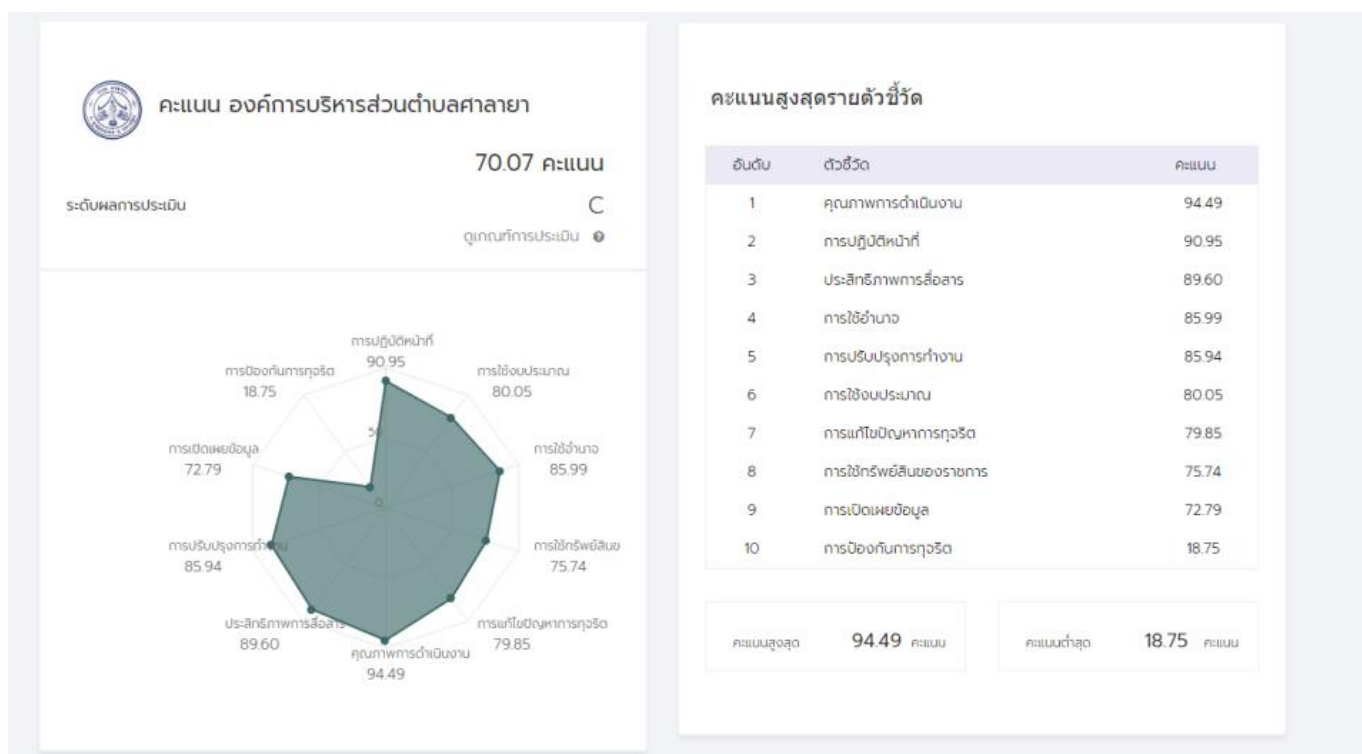 คะแนน องค์การบริหารส่วนตำบลศาลายา
70.07 คะแนน
ระดับผลการประเมิน C
ดูเกณฑ์การประเมิน
การปฏิบัติหน้าที่
90.95
การใช้งบประมาณ
80.05
การใช้อำนาจ
85.99
การใช้ทรัพย์สินข
75.74
การแก้ไขปัญหาการทุจริต
79.85
คุณภาพการดำเนินงาน
94.49
ประสิทธิภาพการสื่อสาร
89.60
การปรับปรุงการทำงาน
85.94
การเปิดเผยข้อมูล
72.79
การป้องกันการทุจริต
18.75
50
0
คะแนนสูงสุดรายตัวชี้วัด
อันดับ ตัวชี้วัด คะแนน
1 คุณภาพการดำเนินงาน 94.49
2 การปฏิบัติหน้าที่ 90.95
3 ประสิทธิภาพการสื่อสาร 89.60
4 การใช้อำนาจ 85.99
5 การปรับปรุงการทำงาน 85.94
6 การใช้งบประมาณ 80.05
7 การแก้ไขปัญหาการทุจริต 79.85
8 การใช้ทรัพย์สินของราชการ 75.74
9 การเปิดเผยข้อมูล 72.79
10 การป้องกันการทุจริต 18.75
คะแนนสูงสุด 94.49 คะแนน
คะแนนต่ำสุด 18.75 คะแนน